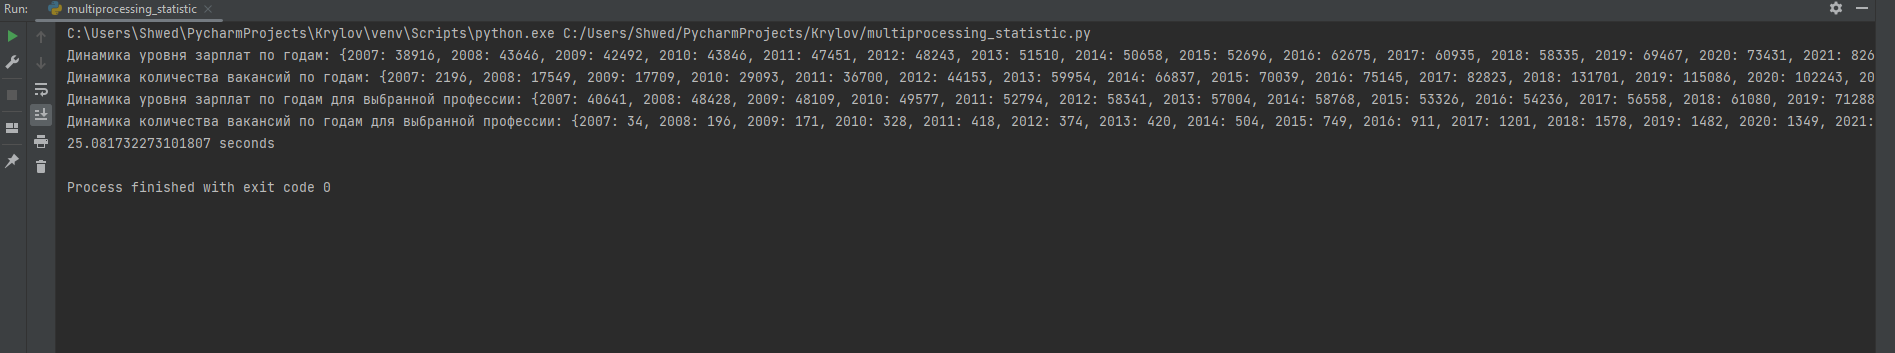 Run: multiprocessing_statistic
C:\Users\Shwed\PycharmProjects\Krylov\venv\Scripts\python.exe C:/Users/Shwed/PycharmProjects/Krylov/multiprocessing_statistic.py
Динамика уровня зарплат по годам: {2007: 38916, 2008: 43646, 2009: 42492, 2010: 43846, 2011: 47451, 2012: 48243, 2013: 51510, 2014: 50658, 2015: 52696, 2016: 62675, 2017: 60935, 2018: 58335, 2019: 69467, 2020: 73431, 2021: 826
Динамика количества вакансий по годам: {2007: 2196, 2008: 17549, 2009: 17709, 2010: 29093, 2011: 36700, 2012: 44153, 2013: 59954, 2014: 66837, 2015: 70039, 2016: 75145, 2017: 82823, 2018: 131701, 2019: 115086, 2020: 102243, 20
Динамика уровня зарплат по годам для выбранной профессии: {2007: 40641, 2008: 48428, 2009: 48109, 2010: 49577, 2011: 52794, 2012: 58341, 2013: 57004, 2014: 58768, 2015: 53326, 2016: 54236, 2017: 56558, 2018: 61080, 2019: 71288
Динамика количества вакансий по годам для выбранной профессии: {2007: 34, 2008: 196, 2009: 171, 2010: 328, 2011: 418, 2012: 374, 2013: 420, 2014: 504, 2015: 749, 2016: 911, 2017: 1201, 2018: 1578, 2019: 1482, 2020: 1349, 2021:
25.081732273101807 seconds
Process finished with exit code 0